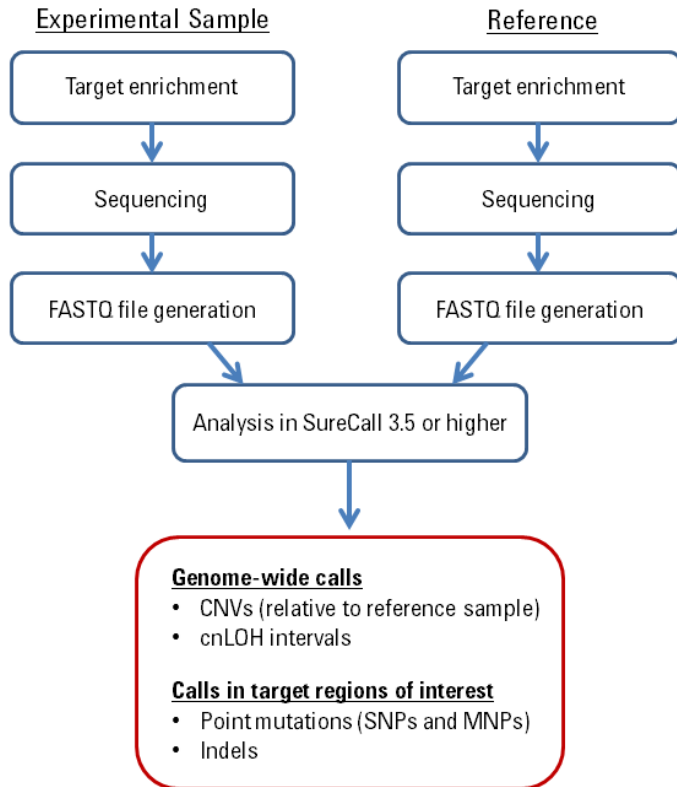 Experimental Sample
Reference
Target enrichment
Target enrichment
Sequencing
Sequencing
FASTQ file generation
FASTQ file generation
Analysis in SureCall 3.5 or higher
Genome-wide calls
• CNVs (relative to reference sample)
• cnLOH intervals
Calls in target regions of interest
• Point mutations (SNPs and MNPs)
• Indels